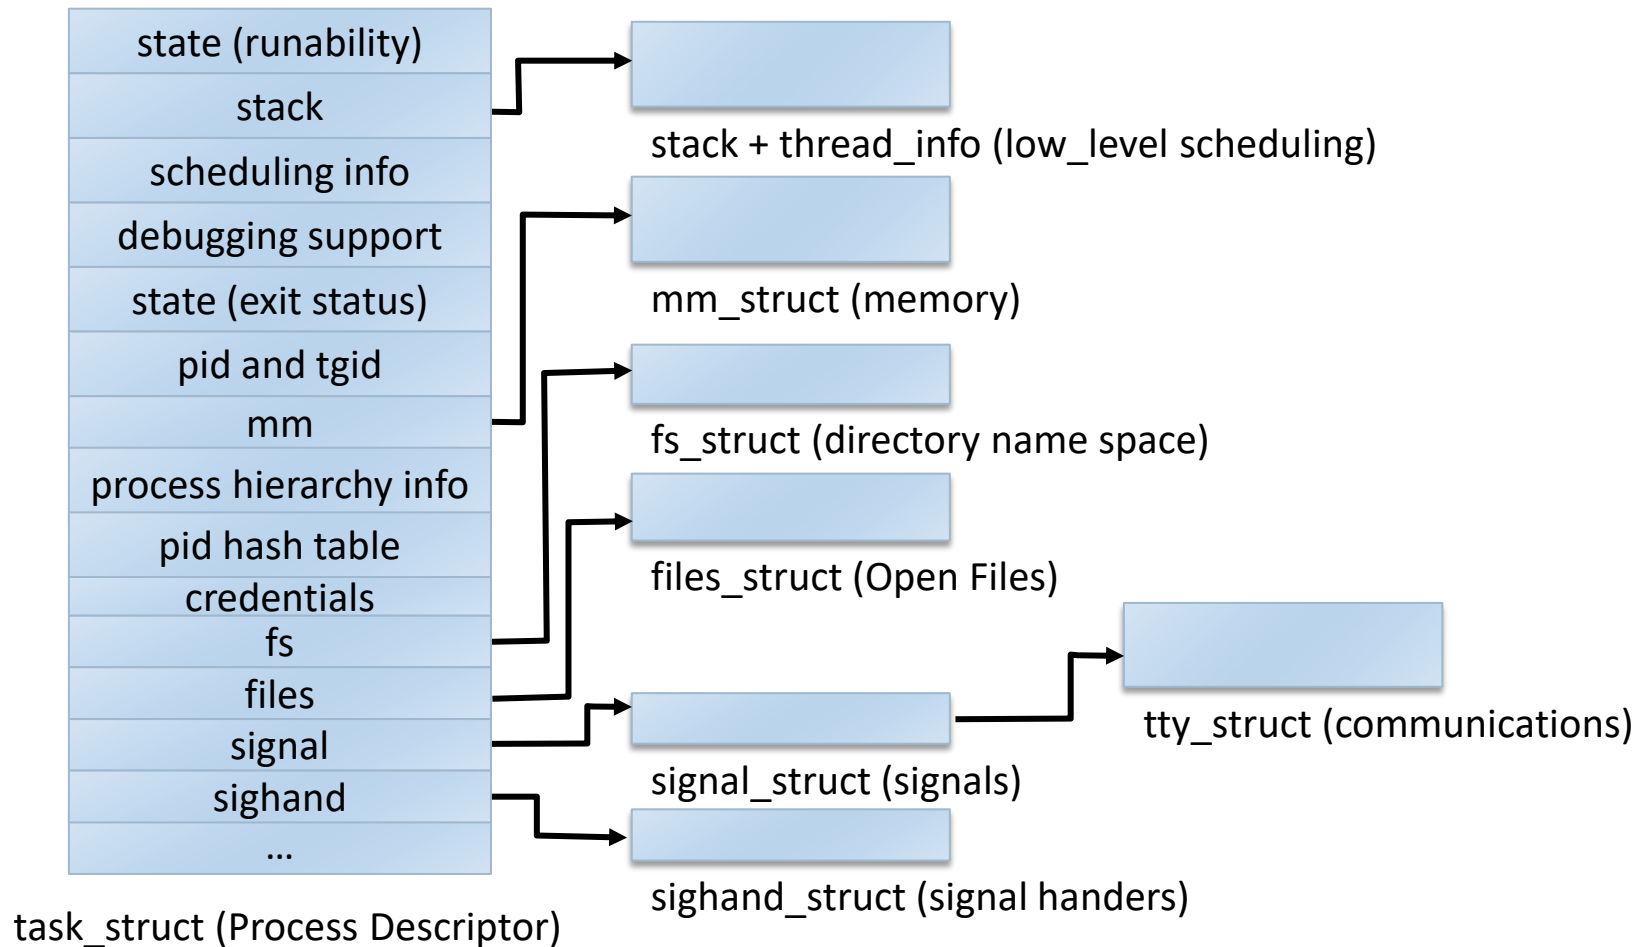 state (runability)
stack
scheduling info
debugging support
state (exit status)
pid and tgid
mm
process hierarchy info
pid hash table
credentials
fs
files
signal
sighand
...
task_struct (Process Descriptor)
stack + thread_info (low_level scheduling)
mm_struct (memory)
fs_struct (directory name space)
files_struct (Open Files)
signal_struct (signals)
sighand_struct (signal handers)
tty_struct (communications)